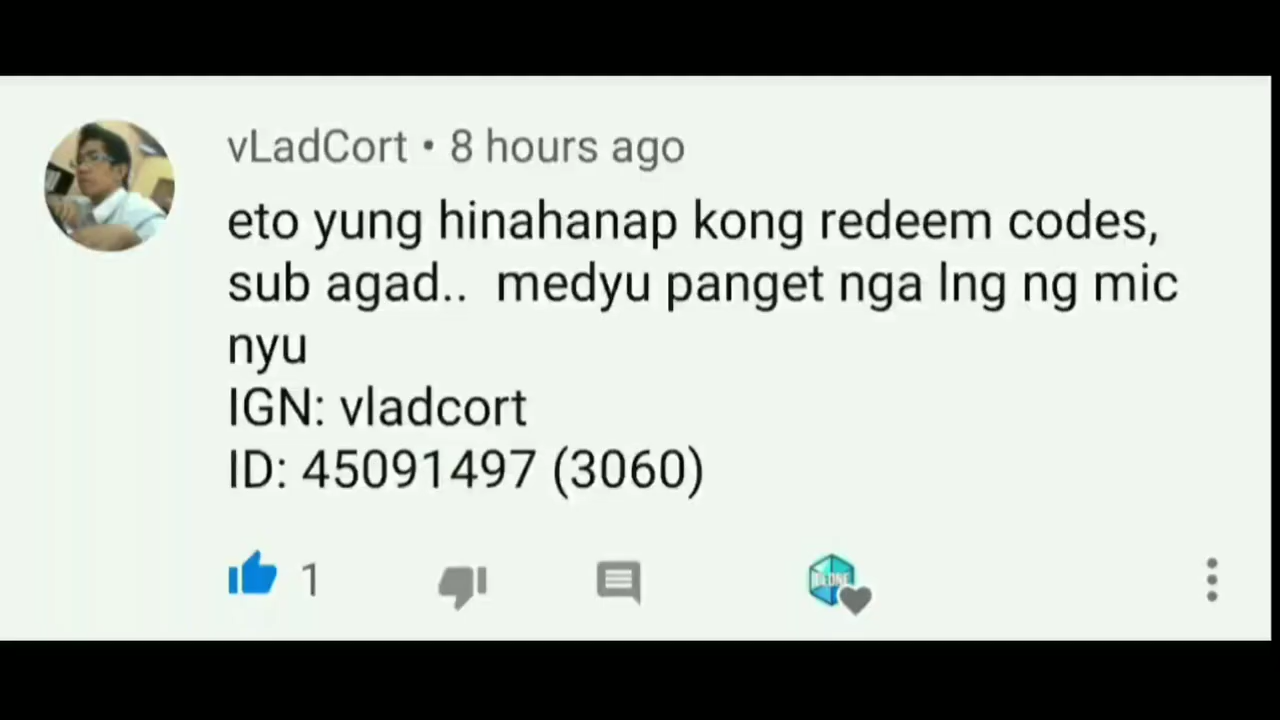 vLadCort • 8 hours ago
eto yung hinahanap kong redeem codes,
sub agad.. medyu panget nga lng ng mic
nyu
IGN: vladcort
ID: 45091497 (3060)
1